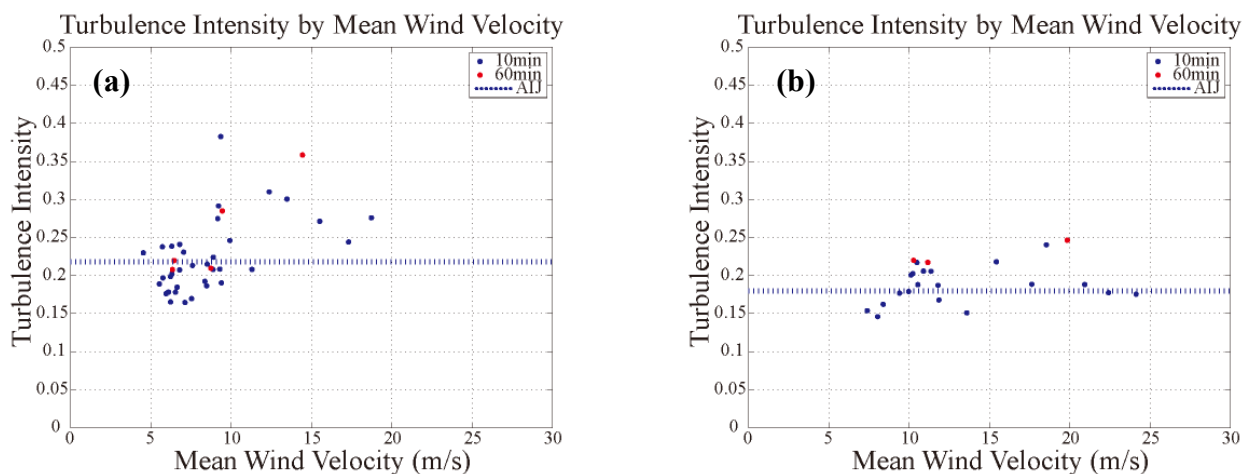 Turbulence Intensity by Mean Wind Velocity
0.5
0.45
0.4
0.35
0.3
0.25
0.2
0.15
0.1
0.05
0
Turbulence Intensity
(a)
10min
60min
AIJ
0 5 10 15 20 25 30
Mean Wind Velocity (m/s)
Turbulence Intensity by Mean Wind Velocity
0.5
0.45
0.4
0.35
0.3
0.25
0.2
0.15
0.1
0.05
0
Turbulence Intensity
(b)
10min
60min
AIJ
0 5 10 15 20 25 30
Mean Wind Velocity (m/s)